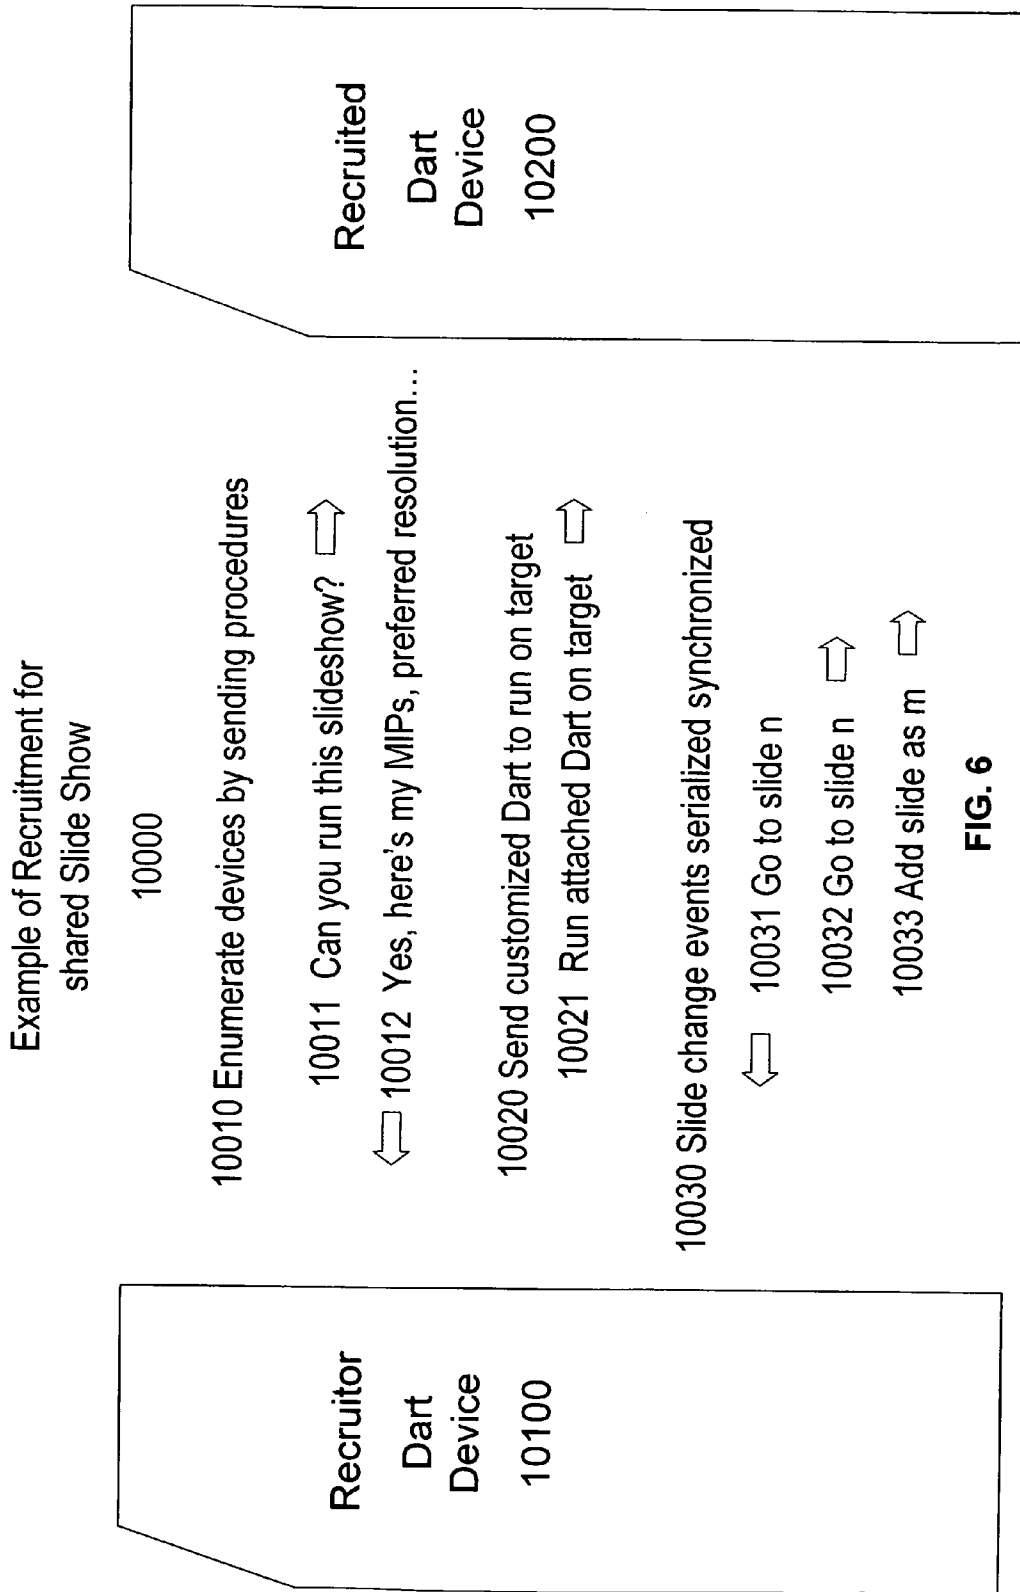 Example of Recruitment for
shared Slide Show
10000
Recruitor
Dart
Device
10100
10010 Enumerate devices by sending procedures
10011 Can you run this slideshow?
10012 Yes, here's my MIPs, preferred resolution...
10020 Send customized Dart to run on target
10021 Run attached Dart on target
10030 Slide change events serialized synchronized
10031 Go to slide n
10032 Go to slide n
10033 Add slide as m
Recruited
Dart
Device
10200
FIG. 6